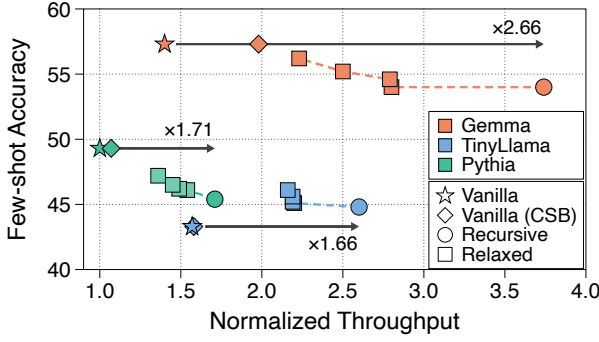 60
55
50
45
40
Few-shot Accuracy
×2.66
×1.71
×1.66
Gemma
TinyLlama
Pythia
Vanilla
Vanilla (CSB)
Recursive
Relaxed
1.0 1.5 2.0 2.5 3.0 3.5 4.0
Normalized Throughput